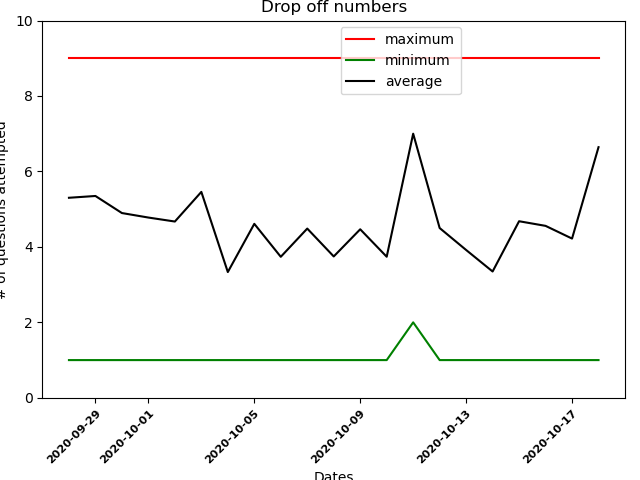 Drop off numbers
10
8
6
4
2
0
# of questions attempted
maximum
minimum
average
2020-09-29
2020-10-01
2020-10-05
2020-10-09
2020-10-13
2020-10-17
Dates